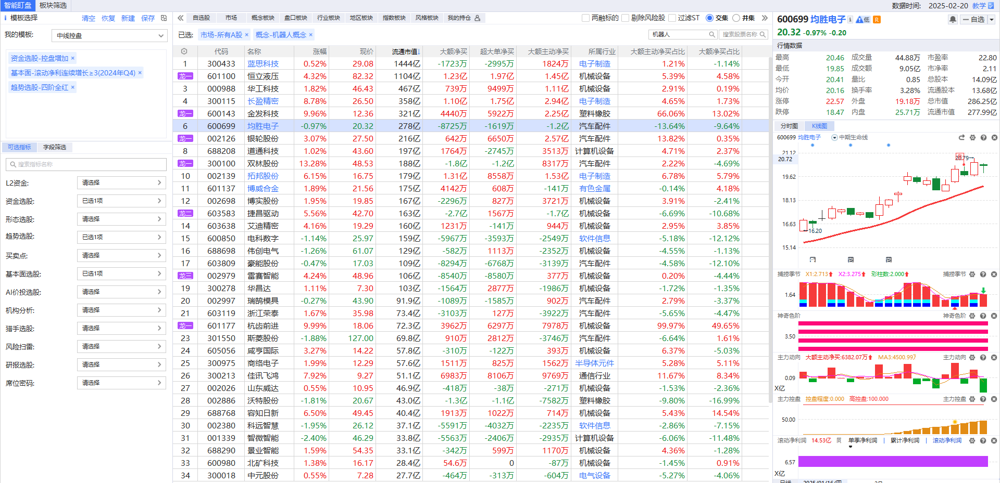 智能盯盘 板块筛选 数据时间: 2025-02-20 教学
模板选择 清空 恢复 新建 保存
我的模板: 中线控盘
资金选股-控盘增加 ×
基本面-滚动净利连续增长≥3(2024年Q4) ×
趋势选股-四阶全红 ×
可选指标 字段筛选
搜索指标名称
L2资金: 请选择
资金选股: 已选1项
形态选股: 请选择
趋势选股: 已选1项
买卖点: 请选择
基本面选股: 已选1项
AI价投选股: 请选择
机构分析: 请选择
猎手选股: 请选择
风险扫雷: 请选择
研报选股: 请选择
席位密码: 请选择
自选股 市场 概念板块 盘口板块 行业板块 地区板块 指数板块 风格板块 我的持仓 两融标的 剔除风险股 过滤ST 交集 并集
已选: 市场-所有A股 × 概念-机器人概念 × 机器人 搜索股票名称
代码 名称 涨幅 现价 流通市值↓ 大额净买 超大单净买 大额主动净买 所属行业 大额主动净买占比 大额净买占比
1 300433 蓝思科技 0.52% 29.08 1444亿 -1723万 -2995万 1824万 电子制造 1.21% -1.14%
龙一 601100 恒立液压 4.32% 82.32 1104亿 1.23亿 1.97亿 1.45亿 机械设备 5.39% 4.58%
3 000988 华工科技 1.82% 46.43 467亿 739万 9499万 1.11亿 机械设备 2.91% 0.19%
4 300115 长盈精密 8.78% 26.50 358亿 1.10亿 1.75亿 2.94亿 电子制造 4.65% 1.73%
龙一 600143 金发科技 9.96% 12.36 321亿 4440万 5922万 2.25亿 塑料橡胶 66.06% 13.02%
6 600699 均胜电子 -0.97% 20.32 278亿 -8725万 -1619万 -1.2亿 汽车配件 -13.64% -9.64%
龙一 002126 银轮股份 3.07% 27.50 216亿 642万 6650万 2.57亿 汽车配件 13.82% 0.35%
8 688208 道通科技 1.02% 43.60 197亿 1764万 -2745万 3513万 计算机设备 4.71% 2.37%
龙一 300100 双林股份 13.28% 48.53 188亿 -1.8亿 -1.2亿 8317万 汽车配件 2.22% -4.69%
10 002139 拓邦股份 6.15% 16.75 179亿 1.31亿 8558万 1.53亿 电子制造 6.78% 5.79%
11 601137 博威合金 1.89% 21.56 175亿 4142万 608万 -141万 有色金属 -0.14% 4.18%
12 002698 博实股份 1.95% 19.85 167亿 -2296万 827万 3721万 机械设备 3.91% -2.41%
龙二 603583 捷昌驱动 5.56% 42.70 163亿 -2.7亿 1567万 -1.7亿 机械设备 -6.69% -10.68%
14 603638 艾迪精密 4.16% 19.29 160亿 1231万 -141万 944万 机械设备 2.95% 3.85%
15 600850 电科数字 -1.14% 25.97 159亿 -5967万 -3593万 -2549万 软件信息 -5.18% -12.12%
16 688698 伟创电气 -1.26% 61.07 129亿 -582万 1113万 -2352万 机械设备 -4.55% -1.13%
17 603809 豪能股份 -0.47% 17.03 109亿 -8294万 -6768万 -3139万 汽车配件 -4.58% -12.10%
龙三 002979 雷赛智能 4.24% 48.96 106亿 -8540万 -8580万 377万 机械设备 0.20% -4.44%
19 300278 华昌达 1.11% 7.30 103亿 -1564万 2877万 -1986万 机械设备 -1.72% -1.35%
20 002997 瑞鹄模具 -0.27% 43.90 91.9亿 -1089万 -1585万 902万 汽车配件 2.79% -3.37%
21 603119 浙江荣泰 1.67% 35.98 73.4亿 -3103万 127万 -3922万 汽车配件 -5.65% -4.47%
龙一 601177 杭齿前进 9.99% 18.06 72.3亿 3962万 6297万 7978万 机械设备 99.97% 49.65%
23 301550 斯菱股份 -1.88% 127.00 69.8亿 910万 2812万 -3746万 汽车配件 -6.64% 1.61%
24 605056 咸亨国际 3.27% 14.22 57.8亿 -310万 -122万 393万 机械设备 6.37% -5.03%
25 300975 商络电子 1.99% 12.29 57.6亿 1511万 825万 1562万 半导体元件 5.28% 5.11%
26 300213 佳讯飞鸿 7.92% 9.27 51.1亿 6983万 8106万 9769万 通信行业 11.67% 8.34%
27 002026 山东威达 0.55% 10.95 46.9亿 -418万 -38万 -271万 机械设备 -1.53% -2.36%
28 002886 沃特股份 -1.81% 20.67 43.0亿 -1.3亿 -1.1亿 -7582万 塑料橡胶 -9.80% -16.99%
29 688768 容知日新 6.50% 49.45 40.4亿 1913万 1022万 714万 机械设备 5.43% 14.54%
30 002380 科远智慧 -1.95% 26.12 37.1亿 -5591万 -4032万 -2235万 软件信息 -2.86% -7.15%
31 001339 智微智能 -2.40% 46.29 33.8亿 -5563万 -2406万 -2935万 计算机设备 -6.06% -11.48%
32 688290 景业智能 1.59% 54.35 33.1亿 -342万 599万 1170万 机械设备 4.36% -1.28%
33 600980 北矿科技 1.38% 16.17 28.4亿 54.6万 0 -87万 机械设备 -1.45% 0.91%
34 300018 中元股份 0.55% 7.28 27.7亿 -464万 -313万 -604万 电气设备 -5.27% -4.06%
600699 均胜电子 低 R 自选
20.32 -0.97% -0.20
行情数据
最高 20.46 成交量 44.88万 市盈率 22.80
最低 19.85 成交额 9.05亿 市净率 2.11
今开 20.41 量比 0.85 总股本 14.09亿
均价 20.16 换手率 3.28% 流通股本 13.68亿
涨停 22.57 外盘 19.18万 总市值 286.25亿
跌停 18.47 内盘 25.71万 流通市值 277.99亿
分时图 K线图
600699 均胜电子 中期生命线
21.12
20.72
20.79
19.62
18.13
16.63
16.20
15.14
捕捞季节 X1:2.713 X2:3.275 彩柱数:2.000 捕捞季节
1.64
神奇色阶 神奇色阶
3.50
主力动向 大额主动净买:6382.07万 MA3:4500.99万 主力动向
0.09
X亿
主力控盘 控盘程度:0.000 高控盘:100.000 主力控盘
50.00
滚动净利润 14.53亿 同 单季净利润 | 累计净利润 | 滚动净利润
6.57
X亿
日线 2025/01/16/四 2月